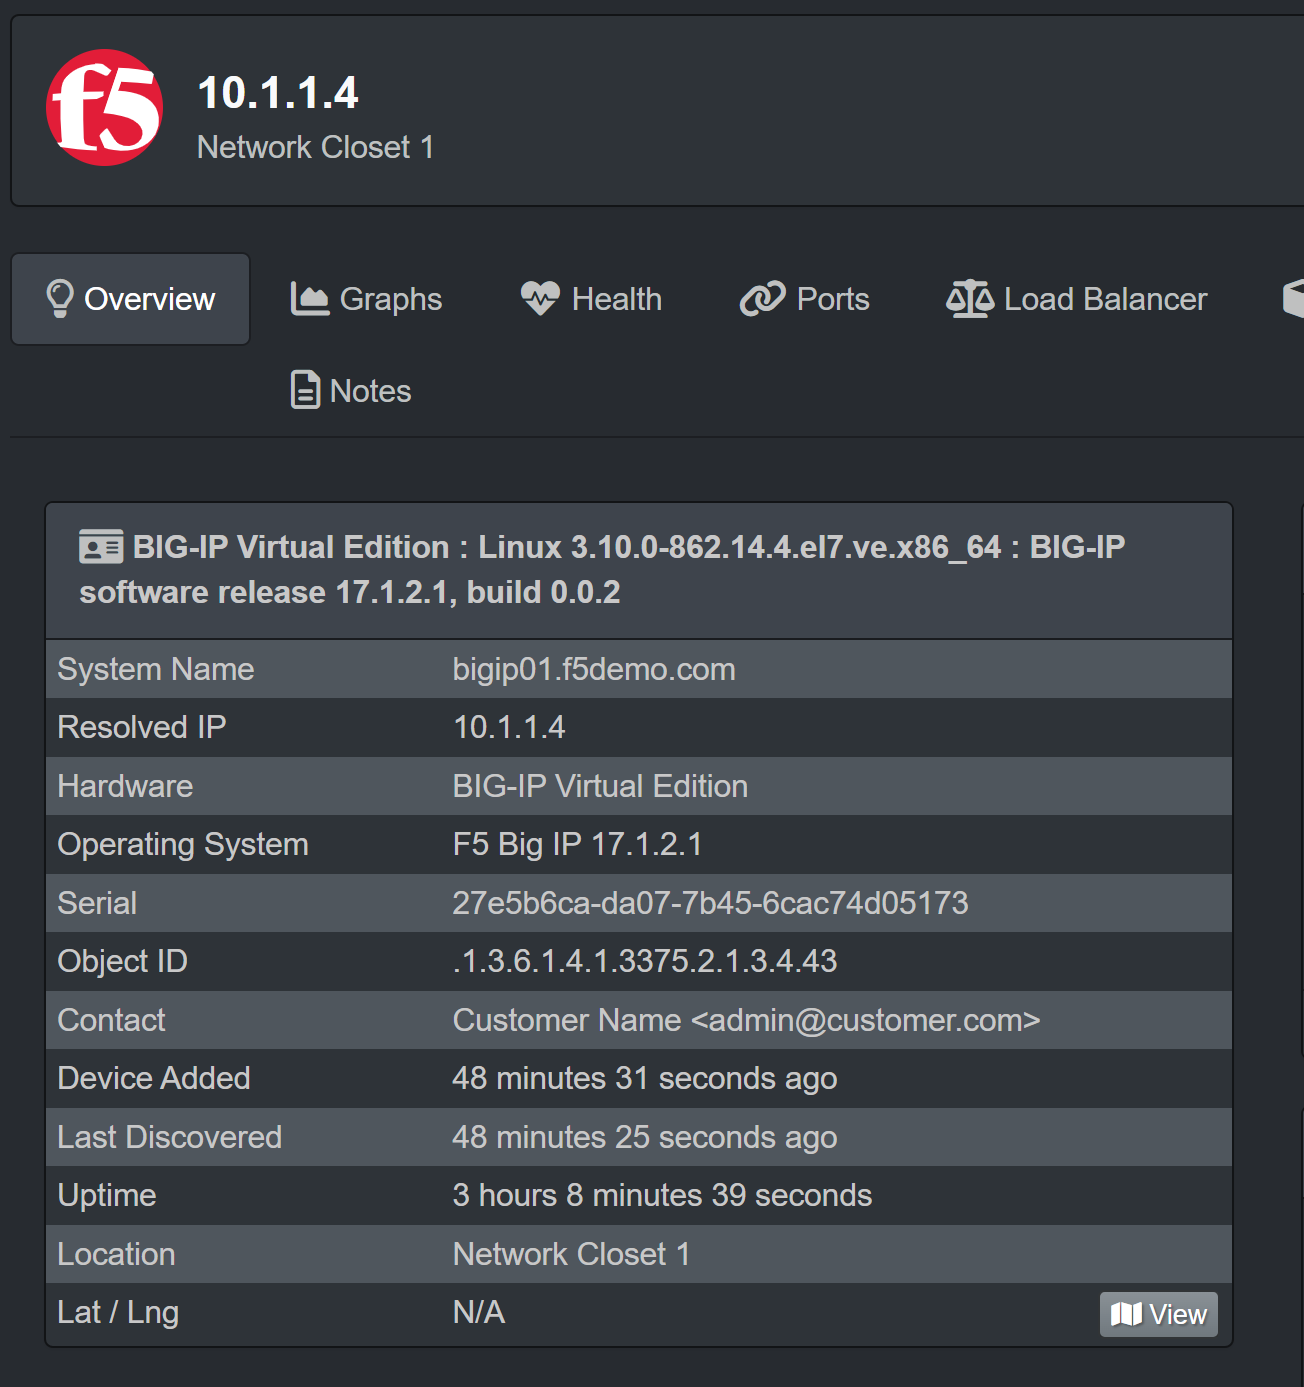 f5
10.1.1.4
Network Closet 1
Overview Graphs Health Ports Load Balancer
Notes
BIG-IP Virtual Edition : Linux 3.10.0-862.14.4.el7.ve.x86_64 : BIG-IP
software release 17.1.2.1, build 0.0.2
System Name bigip01.f5demo.com
Resolved IP 10.1.1.4
Hardware BIG-IP Virtual Edition
Operating System F5 Big IP 17.1.2.1
Serial 27e5b6ca-da07-7b45-6cac74d05173
Object ID .1.3.6.1.4.1.3375.2.1.3.4.43
Contact Customer Name <admin@customer.com>
Device Added 48 minutes 31 seconds ago
Last Discovered 48 minutes 25 seconds ago
Uptime 3 hours 8 minutes 39 seconds
Location Network Closet 1
Lat / Lng N/A View